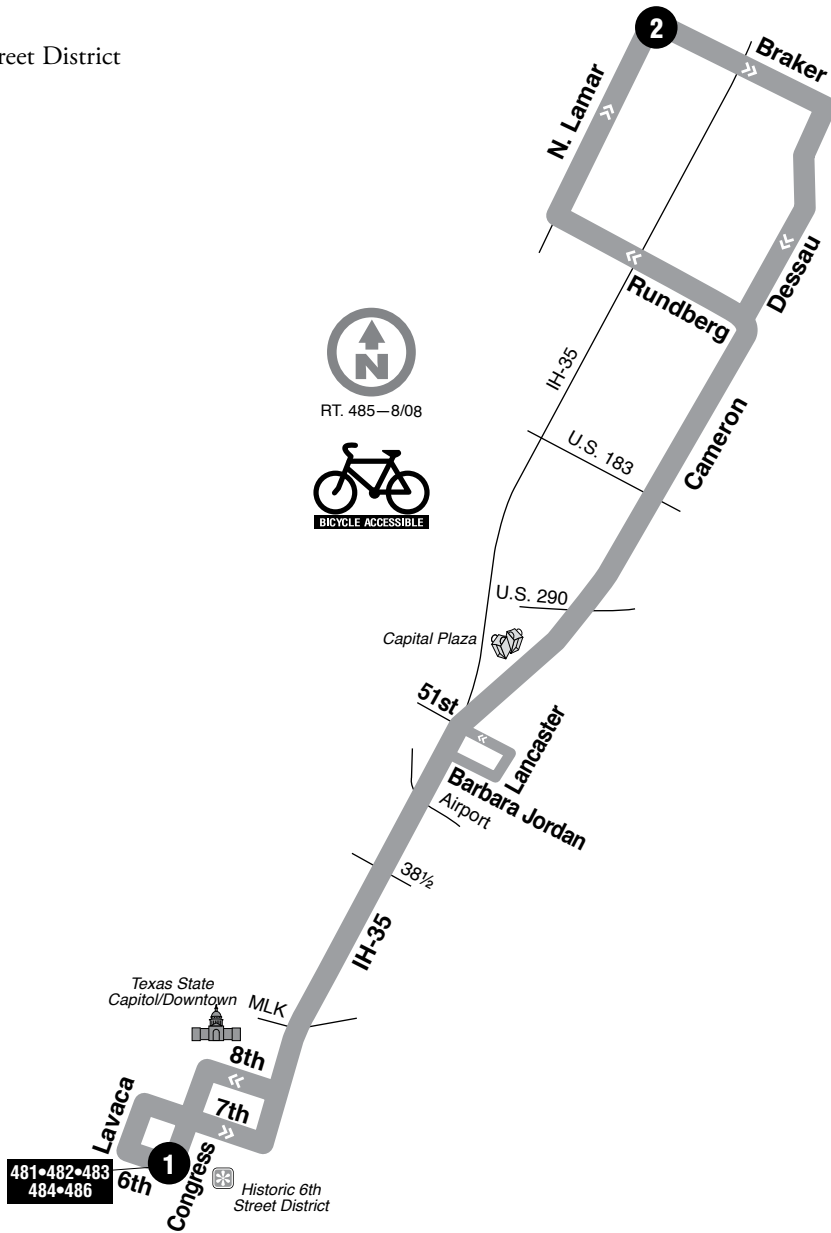 reet District
2
Braker
N. Lamar
Dessau
Rundberg
N
RT. 485—8/08
IH-35
BICYCLE ACCESSIBLE
U.S. 183
Cameron
U.S. 290
Capital Plaza
51st
Lancaster
Barbara Jordan
Airport
38½
IH-35
Texas State
Capitol/Downtown
MLK
8th
7th
Lavaca
1
481•482•483
484•486
6th
Congress
Historic 6th
Street District